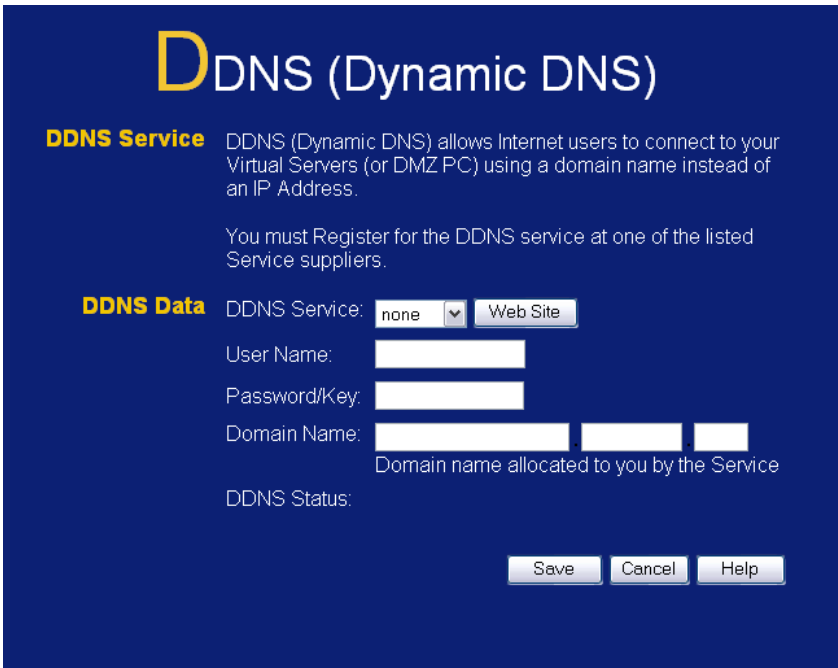 DDNS (Dynamic DNS)
DDNS Service
DDNS (Dynamic DNS) allows Internet users to connect to your
Virtual Servers (or DMZ PC) using a domain name instead of
an IP Address.
You must Register for the DDNS service at one of the listed
Service suppliers.
DDNS Data
DDNS Service: none Web Site
User Name:
Password/Key:
Domain Name: . .
Domain name allocated to you by the Service
DDNS Status:
Save Cancel Help